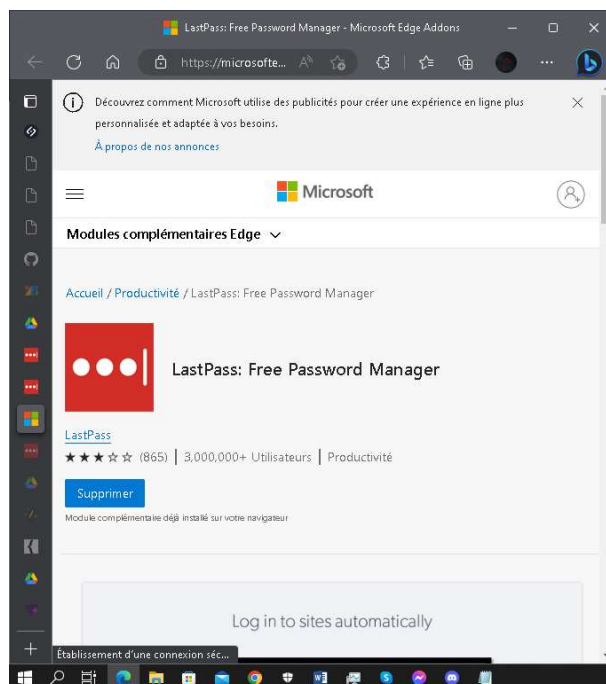 LastPass: Free Password Manager - Microsoft Edge Addons
https://microsofte...
Découvrez comment Microsoft utilise des publicités pour créer une expérience en ligne plus
personnalisée et adaptée à vos besoins.
À propos de nos annonces
Microsoft
Modules complémentaires Edge
Accueil / Productivité / LastPass: Free Password Manager
LastPass: Free Password Manager
LastPass
(865) | 3,000,000+ Utilisateurs | Productivité
Supprimer
Module complémentaire déjà installé sur votre navigateur
Log in to sites automatically
Établissement d'une connexion séc...